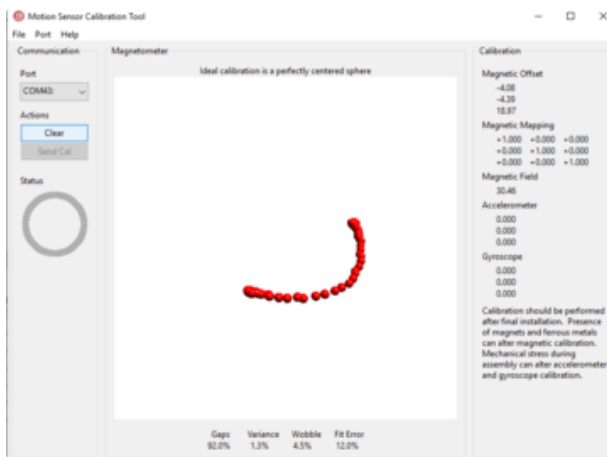 Motion Sensor Calibration Tool
File Port Help
Communication
Port
COM43:
Actions
Clear
Send Cal
Status
Magnetometer
Ideal calibration is a perfectly centered sphere
Gaps Variance Wobble Fit Error
92.0% 1.3% 4.5% 12.0%
Calibration
Magnetic Offset
-4.08
-4.39
18.97
Magnetic Mapping
+1.000 +0.000 +0.000
+0.000 +1.000 +0.000
+0.000 +0.000 +1.000
Magnetic Field
30.46
Accelerometer
0.000
0.000
0.000
Gyroscope
0.000
0.000
0.000
Calibration should be performed
after final installation. Presence
of magnets and ferrous metals
can alter magnetic calibration.
Mechanical stress during
assembly can alter accelerometer
and gyroscope calibration.